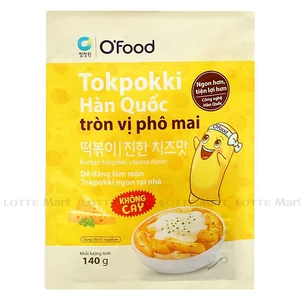 청정원
O'Food
Tokpokki
Hàn Quốc
tròn vị phô mai
떡볶이|진한 치즈맛
Korean tokpokki cheese flavor
Dễ dàng làm món
Tokpokki ngon tại nhà
Ngon hơn,
tiện lợi hơn
Công nghệ
Hàn Quốc
KHÔNG
CAY
Khối lượng tịnh:
140 g
LOTTE Mart